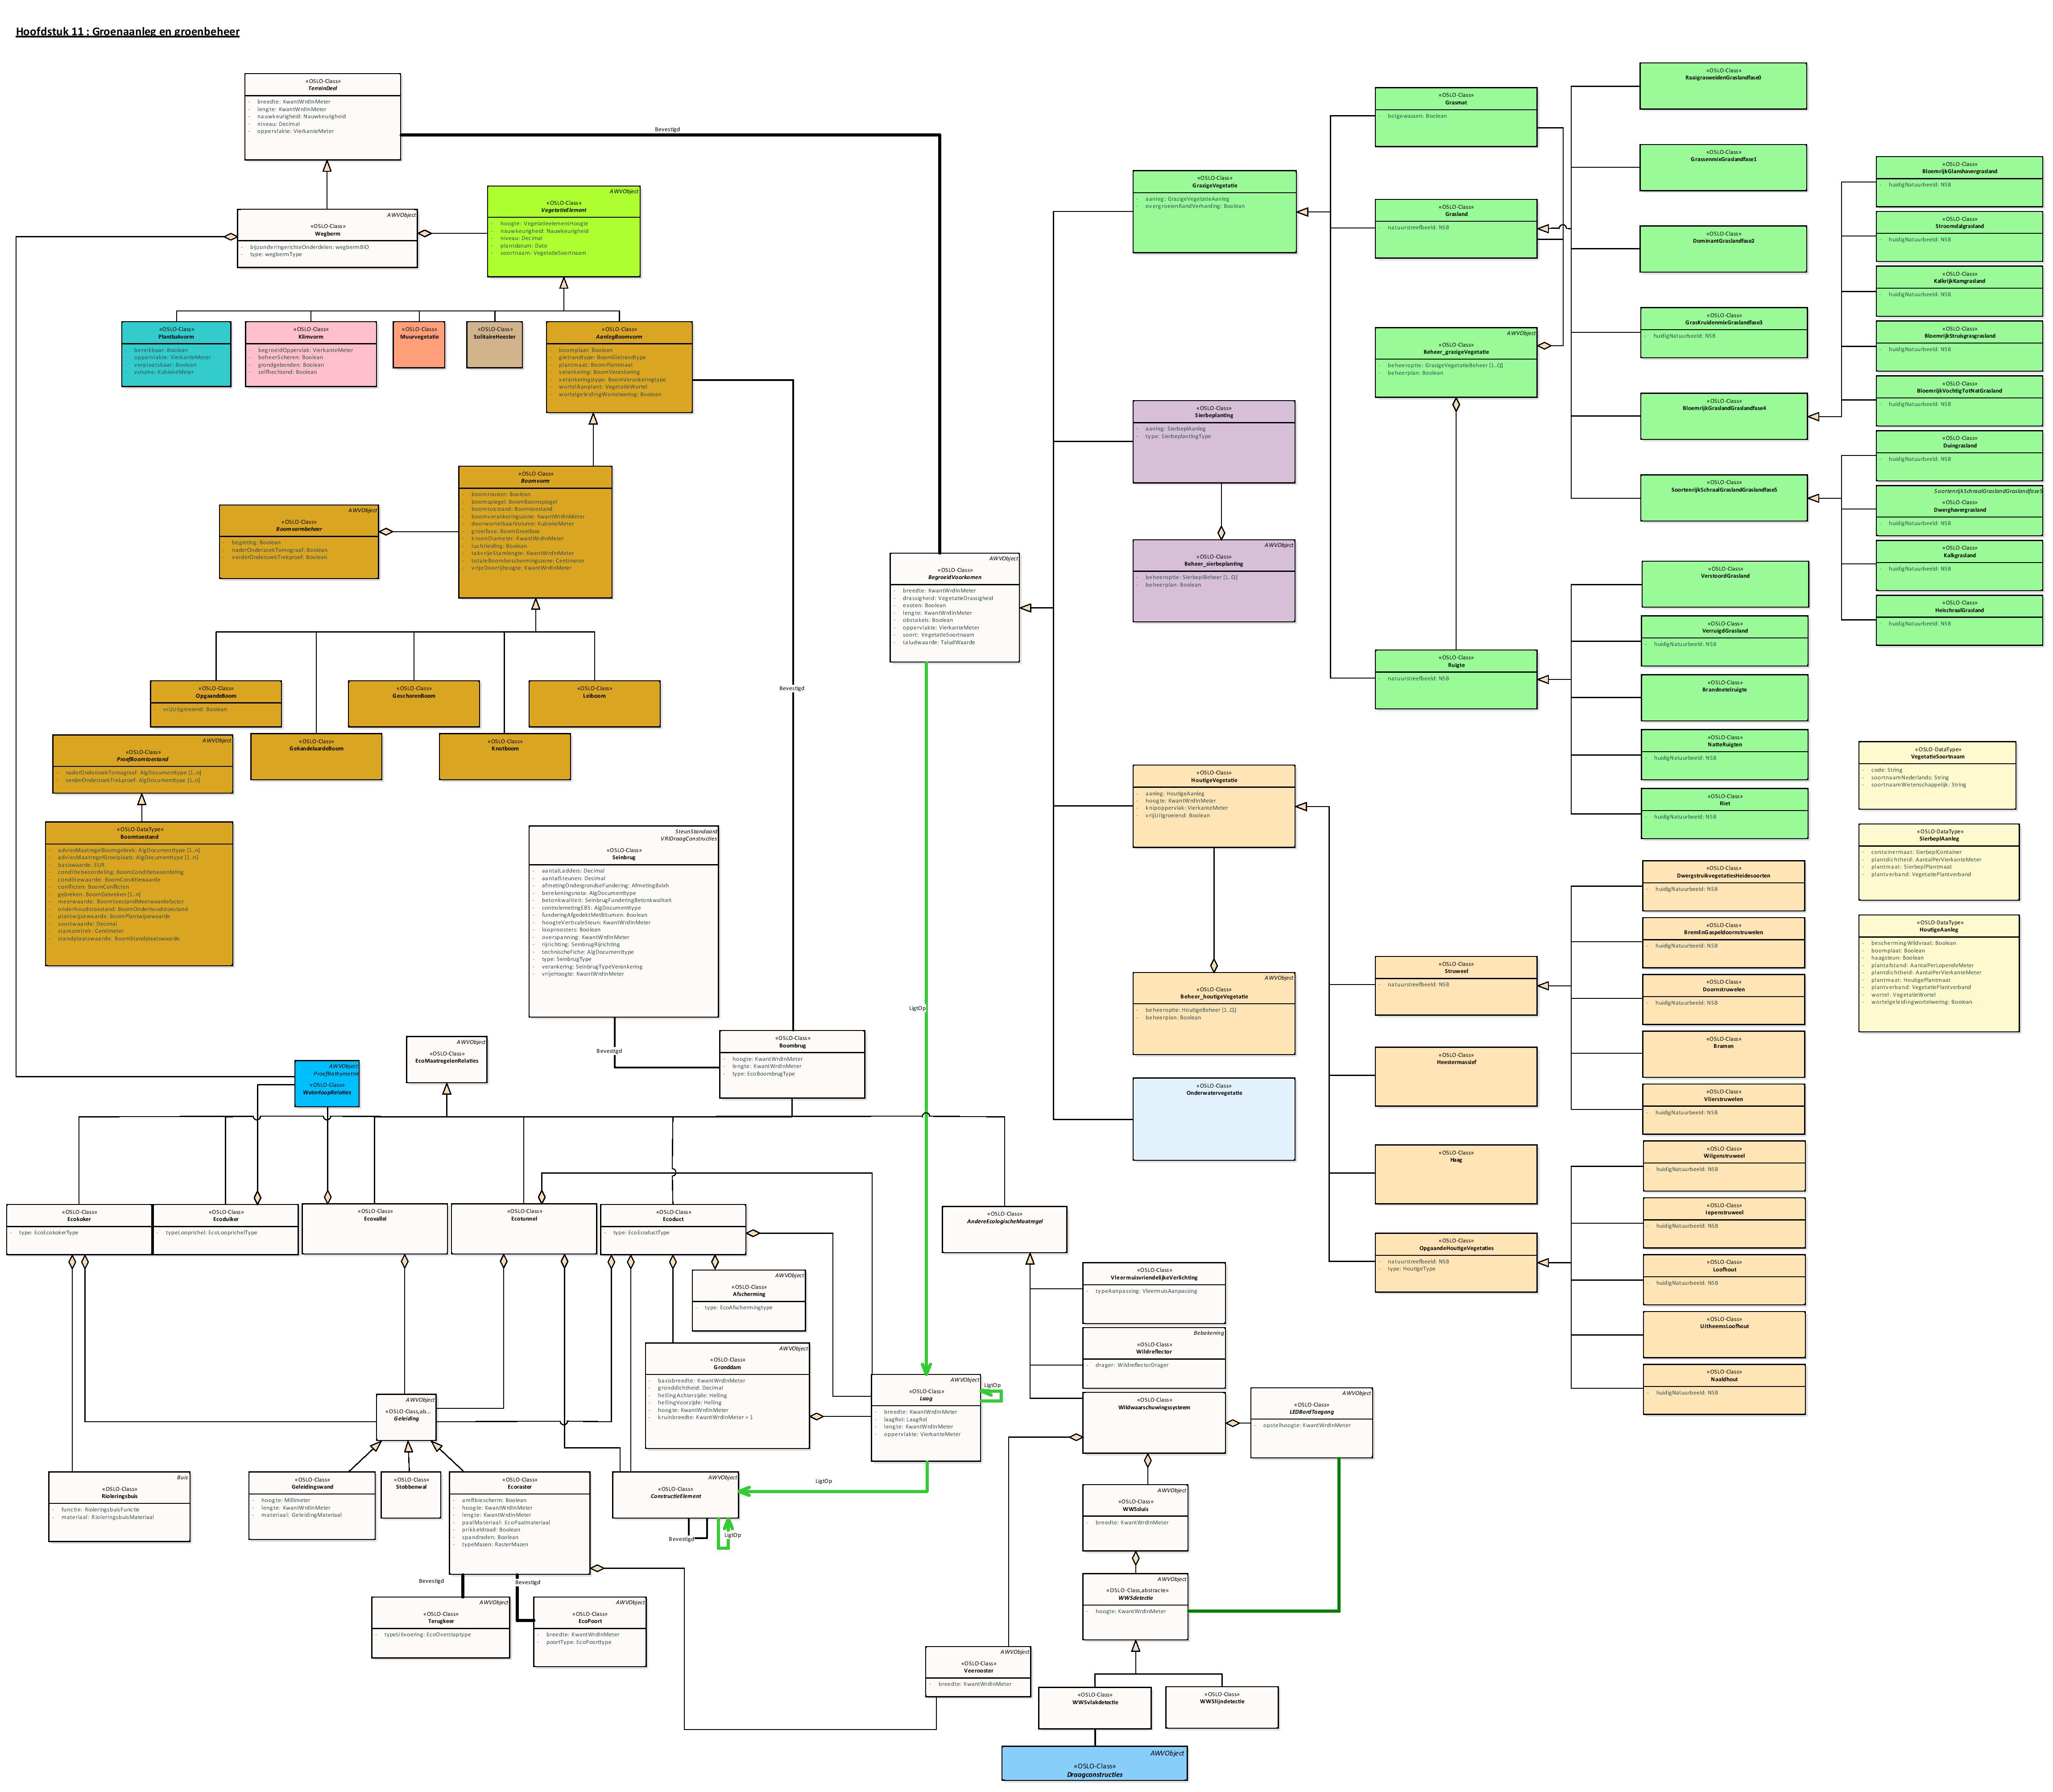 Hoofdstuk 11 : Groenaanleg en groenbeheer
«OSLO-Class»
TerreinDeel
- breedte: KwantWrdInMeter
- lengte: KwantWrdInMeter
- nauwkeurigheid: Nauwkeurigheid
- niveau: Decimal
- oppervlakte: VierkanteMeter
Bevestigd
AWVObject
«OSLO-Class»
Wegberm
- bijzonderingerichteOnderdelen: wegbermBIO
- type: wegbermType
AWVObject
«OSLO-Class»
VegetatieElement
- hoogte: VegetatieelementHoogte
- nauwkeurigheid: Nauwkeurigheid
- niveau: Decimal
- plantdatum: Date
- soortnaam: VegetatieSoortnaam
«OSLO-Class»
Plantbakvorm
- bereikbaar: Boolean
- oppervlakte: VierkanteMeter
- verplaatsbaar: Boolean
- volume: KubiekeMeter
«OSLO-Class»
Klimvorm
- begroeidOppervlak: VierkanteMeter
- beheerScheren: Boolean
- grondgebonden: Boolean
- zelfhechtend: Boolean
«OSLO-Class»
Muurvegetatie
«OSLO-Class»
SolitaireHeester
«OSLO-Class»
AanlegBoomvorm
- boomplaat: Boolean
- gietrandtype: BoomGietrandtype
- plantmaat: BoomPlantmaat
- verankering: BoomVerankering
- verankeringstype: BoomVerankeringtype
- wortelAanplant: VegetatieWortel
- wortelgeleidingWortelwering: Boolean
«OSLO-Class»
Boomvorm
- boomrooster: Boolean
- boomspiegel: BoomBoomspiegel
- boomtoestand: Boomtoestand
- boomverankeringszone: KwantWrdInMeter
- doorwortelbaarVolume: KubiekeMeter
- groeifase: BoomGroeifase
- kroonDiameter: KwantWrdInMeter
- luchtleiding: Boolean
- takvrijeStamlengte: KwantWrdInMeter
- totaleBoombeschermingszone: Centimeter
- vrijeDoorrijhoogte: KwantWrdInMeter
AWVObject
«OSLO-Class»
Boomvormbeheer
- begieting: Boolean
- naderOnderzoekTomograaf: Boolean
- verderOnderzoekTrekproef: Boolean
«OSLO-Class»
OpgaandeBoom
- vrijUitgroeiend: Boolean
«OSLO-Class»
GeschorenBoom
«OSLO-Class»
Leiboom
«OSLO-Class»
GekandelaardeBoom
«OSLO-Class»
Knotboom
AWVObject
«OSLO-Class»
ProefBoomtoestand
- naderOnderzoekTomograaf: AlgDocumenttype [1..n]
- verderOnderzoekTrekproef: AlgDocumenttype [1..n]
«OSLO-DataType»
Boomtoestand
- adviesMaatregelBoomgebrek: AlgDocumenttype [1..n]
- adviesMaatregelGroeiplaats: AlgDocumenttype [1..n]
- basiswaarde: EUR
- conditiebeoordeling: BoomConditiebeoordeling
- conditiewaarde: BoomConditiewaarde
- conflicten: BoomConflicten
- gebreken: BoomGebreken [1..n]
- meerwaarde: BoomtoestandMeerwaardefactor
- onderhoudstoestand: BoomOnderhoudstoestand
- plantwijzewaarde: BoomPlantwijzewaarde
- soortwaarde: Decimal
- stamomtrek: Centimeter
- standplaatswaarde: BoomStandplaatswaarde
SteunStandaard
VRIDraagConstructies
«OSLO-Class»
Seinbrug
- aantalLadders: Decimal
- aantalSteunen: Decimal
- afmetingOndergrondseFundering: AfmetingBxlxh
- berekeningsnota: AlgDocumenttype
- betonkwaliteit: SeinbrugFunderingBetonkwaliteit
- controlemetingEBS: AlgDocumenttype
- funderingAfgedektMetBitumen: Boolean
- hoogteVerticaleSteun: KwantWrdInMeter
- looproosters: Boolean
- overspanning: KwantWrdInMeter
- rijrichting: SeinbrugRijrichting
- technischeFiche: AlgDocumenttype
- type: SeinbrugType
- verankering: SeinbrugTypeVerankering
- vrijeHoogte: KwantWrdInMeter
Bevestigd
Bevestigd
«OSLO-Class»
Boombrug
- hoogte: KwantWrdInMeter
- lengte: KwantWrdInMeter
- type: EcoBoombrugType
AWVObject
«OSLO-Class»
EcoMaatregelenRelaties
AWVObject
ProefBathymetrie
«OSLO-Class»
WaterloopRelaties
AWVObject
«OSLO-Class»
BegroeidVoorkomen
- breedte: KwantWrdInMeter
- drassigheid: VegetatieDrassigheid
- exoten: Boolean
- lengte: KwantWrdInMeter
- obstakels: Boolean
- oppervlakte: VierkanteMeter
- soort: VegetatieSoortnaam
- taludwaarde: TaludWaarde
LigtOp
«OSLO-Class»
GrazigeVegetatie
- aanleg: GrazigeVegetatieAanleg
- overgroeienRandVerharding: Boolean
«OSLO-Class»
Sierbeplanting
- aanleg: SierbeplAanleg
- type: SierbeplantingType
AWVObject
«OSLO-Class»
Beheer_sierbeplanting
- beheeroptie: SierbeplBeheer [1..Q]
- beheerplan: Boolean
«OSLO-Class»
HoutigeVegetatie
- aanleg: HoutigeAanleg
- hoogte: KwantWrdInMeter
- knipoppervlak: VierkanteMeter
- vrijUitgroeiend: Boolean
AWVObject
«OSLO-Class»
Beheer_houtigeVegetatie
- beheeroptie: HoutigeBeheer [1..Q]
- beheerplan: Boolean
«OSLO-Class»
Onderwatervegetatie
«OSLO-Class»
Grasmat
- bolgewassen: Boolean
«OSLO-Class»
Grasland
- natuurstreefbeeld: NSB
AWVObject
«OSLO-Class»
Beheer_grazigeVegetatie
- beheeroptie: GrazigeVegetatieBeheer [1..Q]
- beheerplan: Boolean
«OSLO-Class»
Ruigte
- natuurstreefbeeld: NSB
«OSLO-Class»
RaaigrasweidenGraslandfase0
«OSLO-Class»
GrassenmixGraslandfase1
«OSLO-Class»
DominantGraslandfase2
«OSLO-Class»
GrasKruidenmixGraslandfase3
- huidigNatuurbeeld: NSB
«OSLO-Class»
BloemrijkGraslandGraslandfase4
«OSLO-Class»
SoortenrijkSchraalGraslandGraslandfase5
«OSLO-Class»
BloemrijkGlanshavergrasland
- huidigNatuurbeeld: NSB
«OSLO-Class»
Stroomdalgrasland
- huidigNatuurbeeld: NSB
«OSLO-Class»
KalkrijkKamgrasland
- huidigNatuurbeeld: NSB
«OSLO-Class»
BloemrijkStruisgrasgrasland
- huidigNatuurbeeld: NSB
«OSLO-Class»
BloemrijkVochtigTotNatGrasland
- huidigNatuurbeeld: NSB
«OSLO-Class»
Duingrasland
- huidigNatuurbeeld: NSB
SoortenrijkSchraalGraslandGraslandfase5
«OSLO-Class»
Dwerghavergrasland
- huidigNatuurbeeld: NSB
«OSLO-Class»
Kalkgrasland
- huidigNatuurbeeld: NSB
«OSLO-Class»
HeischraalGrasland
- huidigNatuurbeeld: NSB
«OSLO-Class»
VerstoordGrasland
«OSLO-Class»
VerruigdGrasland
- huidigNatuurbeeld: NSB
«OSLO-Class»
Brandnetelruigte
«OSLO-Class»
NatteRuigten
- huidigNatuurbeeld: NSB
«OSLO-Class»
Riet
- huidigNatuurbeeld: NSB
«OSLO-DataType»
VegetatieSoortnaam
- code: String
- soortnaamNederlands: String
- soortnaamWetenschappelijk: String
«OSLO-DataType»
SierbeplAanleg
- containermaat: SierbeplContainer
- plantdichtheid: AantalPerVierkanteMeter
- plantmaat: SierbeplPlantmaat
- plantverband: VegetatiePlantverband
«OSLO-DataType»
HoutigeAanleg
- beschermingWildvraat: Boolean
- boomplaat: Boolean
- haagsteun: Boolean
- plantafstand: AantalPerLopendeMeter
- plantdichtheid: AantalPerVierkanteMeter
- plantmaat: HoutigePlantmaat
- plantverband: VegetatiePlantverband
- wortel: VegetatieWortel
- wortelgeleidingwortelwering: Boolean
«OSLO-Class»
Struweel
- natuurstreefbeeld: NSB
«OSLO-Class»
Heestermassief
«OSLO-Class»
Haag
«OSLO-Class»
OpgaandeHoutigeVegetaties
- natuurstreefbeeld: NSB
- type: HoutigeType
«OSLO-Class»
DwergstruikvegetatiesHeidesoorten
- huidigNatuurbeeld: NSB
«OSLO-Class»
BremEnGaspeldoornstruwelen
- huidigNatuurbeeld: NSB
«OSLO-Class»
Doornstruwelen
- huidigNatuurbeeld: NSB
«OSLO-Class»
Bramen
«OSLO-Class»
Vlierstruwelen
- huidigNatuurbeeld: NSB
«OSLO-Class»
Wilgenstruweel
- huidigNatuurbeeld: NSB
«OSLO-Class»
Iepenstruweel
- huidigNatuurbeeld: NSB
«OSLO-Class»
Loofhout
- huidigNatuurbeeld: NSB
«OSLO-Class»
UitheemsLoofhout
«OSLO-Class»
Naaldhout
- huidigNatuurbeeld: NSB
«OSLO-Class»
Ecokoker
- type: EcoEcokokerType
«OSLO-Class»
Ecoduiker
- typeLooprichel: EcoLooprichelType
«OSLO-Class»
Ecovallei
«OSLO-Class»
Ecotunnel
«OSLO-Class»
Ecoduct
- type: EcoEcoductType
«OSLO-Class»
AndereEcologischeMaatregel
AWVObject
«OSLO-Class»
Afscherming
- type: EcoAfschermingtype
AWVObject
«OSLO-Class»
Gronddam
- basisbreedte: KwantWrdInMeter
- gronddichtheid: Decimal
- hellingAchterzijde: Helling
- hellingVoorzijde: Helling
- hoogte: KwantWrdInMeter
- kruinbreedte: KwantWrdInMeter = 1
AWVObject
«OSLO-Class»
Laag
- breedte: KwantWrdInMeter
- laagRol: LaagRol
- lengte: KwantWrdInMeter
- oppervlakte: VierkanteMeter
LigtOp
LigtOp
AWVObject
«OSLO-Class,ab...
Geleiding
Buis
«OSLO-Class»
Rioleringsbuis
- functie: RioleringsbuisFunctie
- materiaal: RioleringsbuisMateriaal
«OSLO-Class»
Geleidingswand
- hoogte: Millimeter
- lengte: KwantWrdInMeter
- materiaal: GeleidingMateriaal
«OSLO-Class»
Stobbenwal
«OSLO-Class»
Ecoraster
- amfibiescherm: Boolean
- hoogte: KwantWrdInMeter
- lengte: KwantWrdInMeter
- paalMateriaal: EcoPaalmateriaal
- prikkeldraad: Boolean
- spandraden: Boolean
- typeMazen: RasterMazen
AWVObject
«OSLO-Class»
ConstructieElement
Bevestigd
LigtOp
Bevestigd
Bevestigd
AWVObject
«OSLO-Class»
Terugkeer
- typeUitvoering: EcoOverstaptype
AWVObject
«OSLO-Class»
EcoPoort
- breedte: KwantWrdInMeter
- poortType: EcoPoorttype
«OSLO-Class»
VleermuisvriendelijkeVerlichting
- typeAanpassing: VleermuisAanpassing
Bebakening
«OSLO-Class»
Wildreflector
- drager: WildreflectorDrager
«OSLO-Class»
Wildwaarschuwingssysteem
AWVObject
«OSLO-Class»
LEDBordToegang
- opstelhoogte: KwantWrdInMeter
AWVObject
«OSLO-Class»
WWSsluis
- breedte: KwantWrdInMeter
AWVObject
«OSLO-Class,abstracte»
WWSdetectie
- hoogte: KwantWrdInMeter
AWVObject
«OSLO-Class»
Veerooster
- breedte: KwantWrdInMeter
«OSLO-Class»
WWSvlakdetectie
«OSLO-Class»
WWSlijndetectie
AWVObject
«OSLO-Class»
Draagconstructies